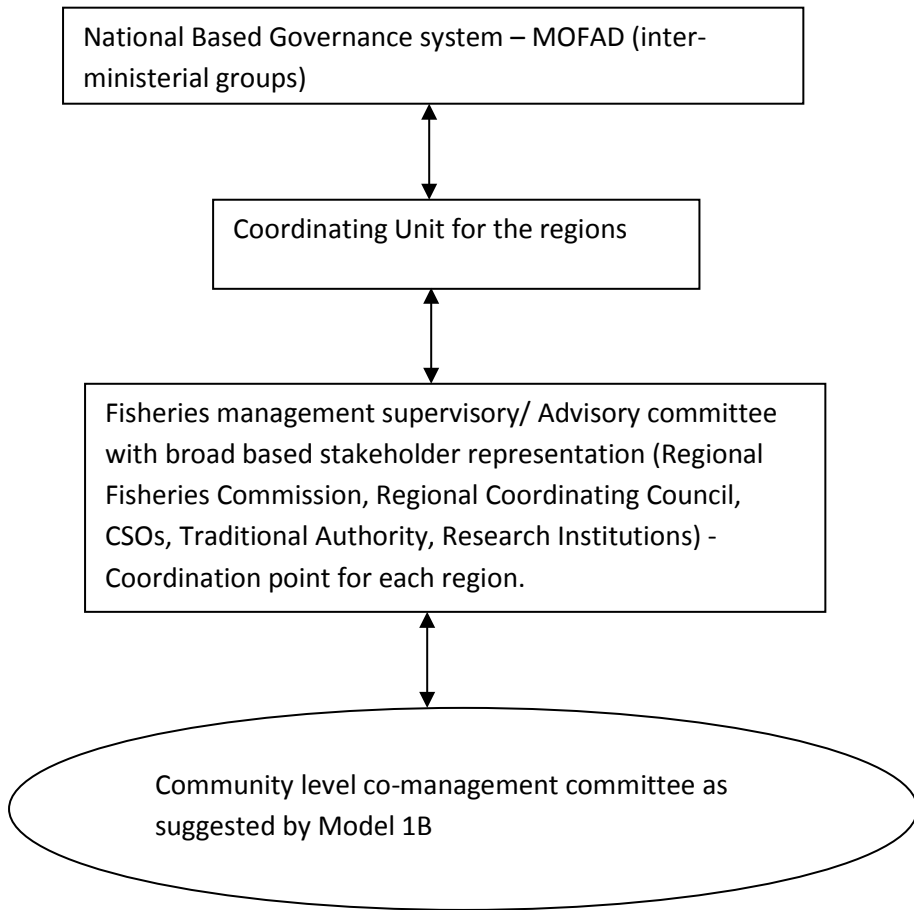 National Based Governance system – MOFAD (inter-
ministerial groups)
Coordinating Unit for the regions
Fisheries management supervisory/ Advisory committee
with broad based stakeholder representation (Regional
Fisheries Commission, Regional Coordinating Council,
CSOs, Traditional Authority, Research Institutions) -
Coordination point for each region.
Community level co-management committee as
suggested by Model 1B